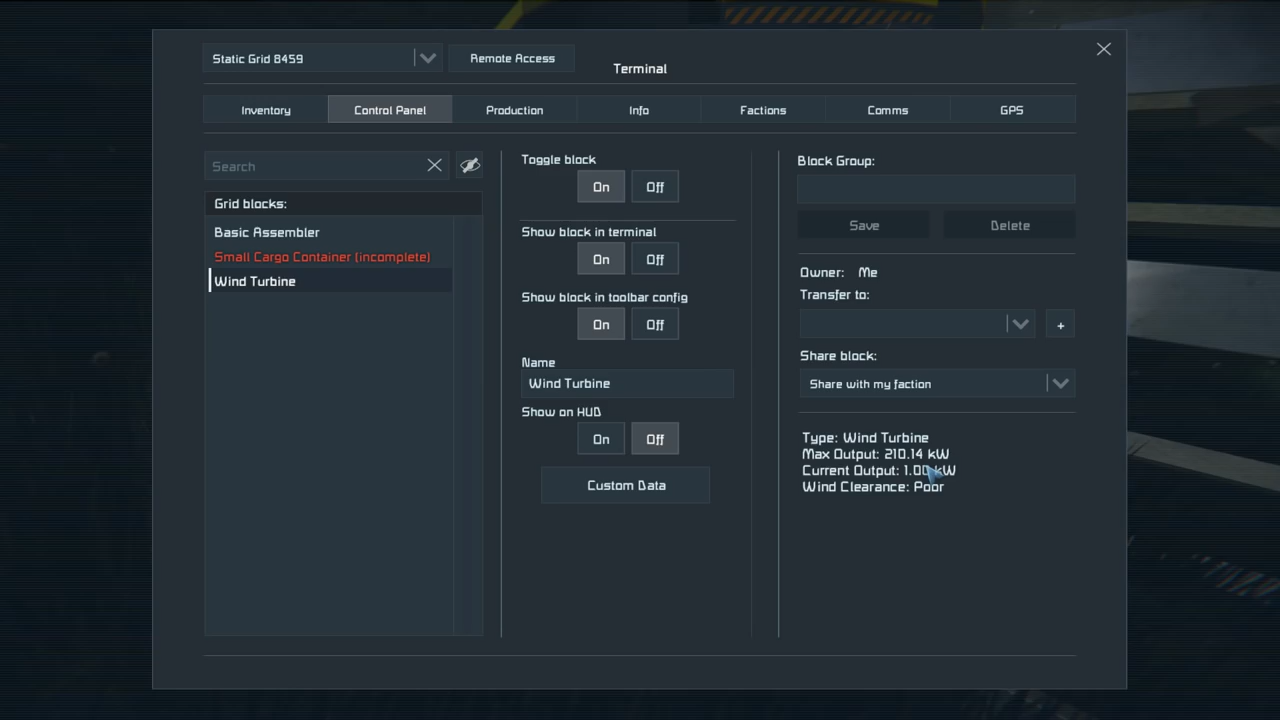 Static Grid 8459
Remote Access
Terminal
Inventory
Control Panel
Production
Info
Factions
Comms
GPS
Search
Grid blocks:
Basic Assembler
Small Cargo Container (incomplete)
Wind Turbine
Toggle block
On
Off
Show block in terminal
On
Off
Show block in toolbar config
On
Off
Name
Wind Turbine
Show on HUD
On
Off
Custom Data
Block Group:
Save
Delete
Owner: Me
Transfer to:
+
Share block:
Share with my faction
Type: Wind Turbine
Max Output: 210.14 kW
Current Output: 1.00 kW
Wind Clearance: Poor